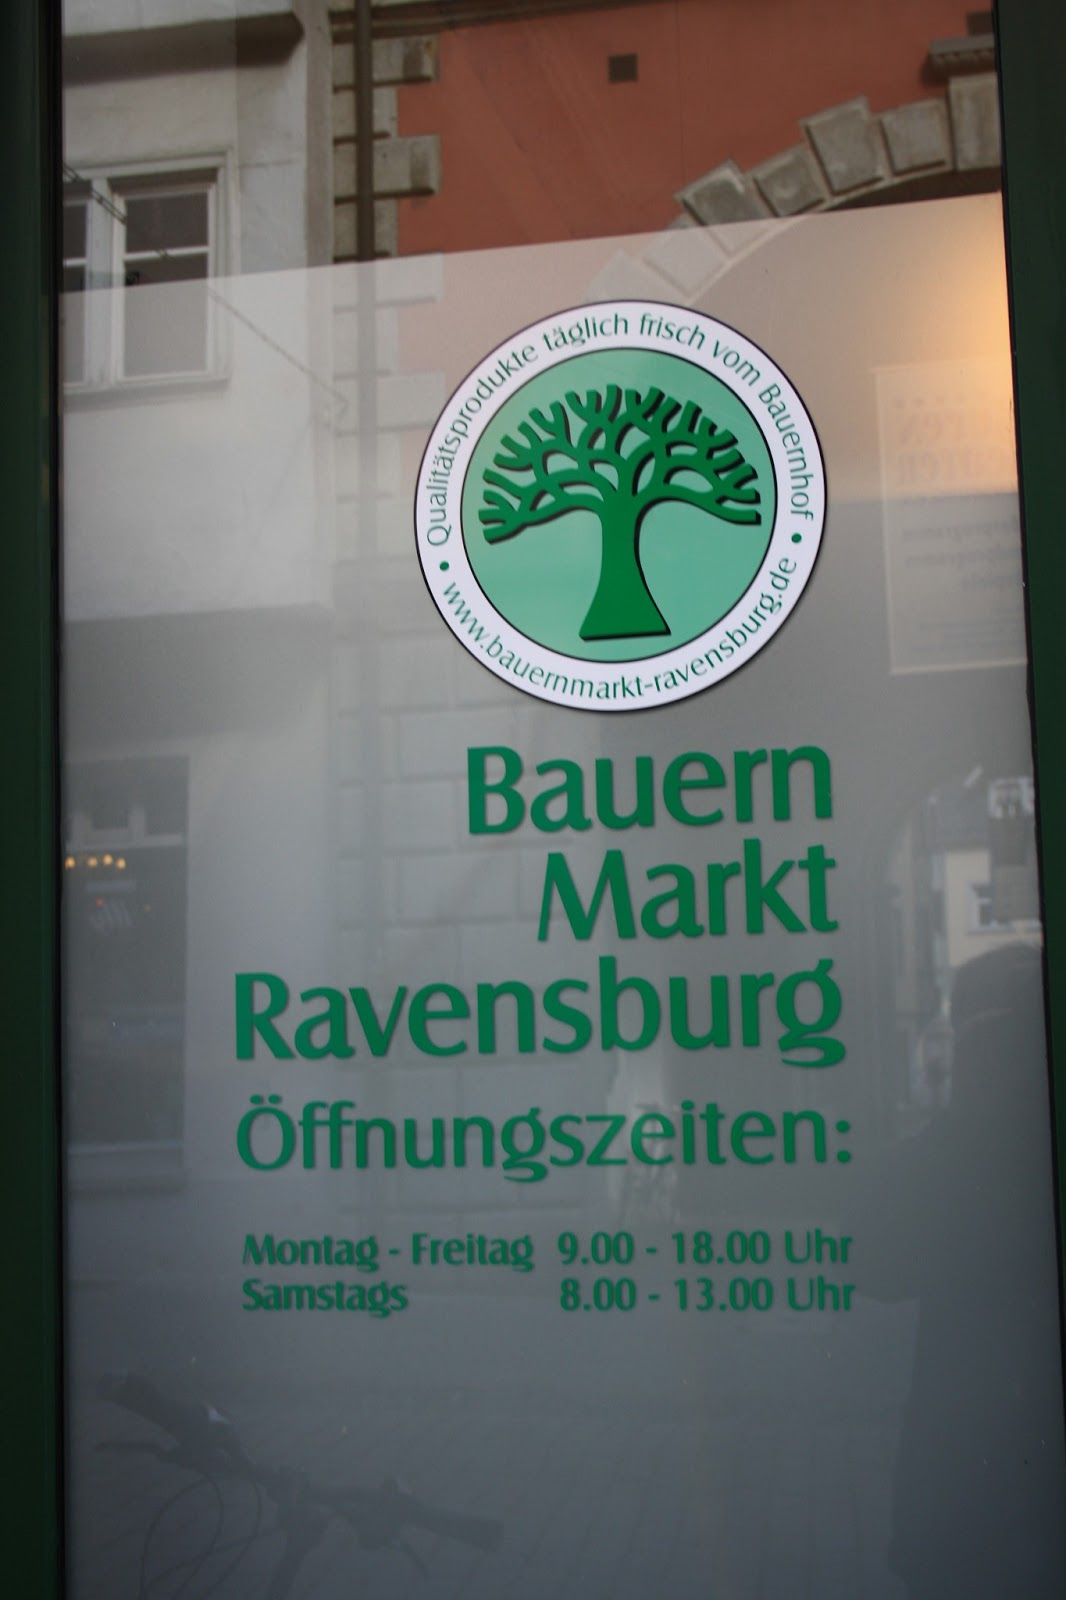 Qualitätsprodukte täglich frisch vom Bauernhof
• www.bauernmarkt-ravensburg.de •
Bauern
Markt
Ravensburg
Öffnungszeiten:
Montag - Freitag 9.00 - 18.00 Uhr
Samstags 8.00 - 13.00 Uhr